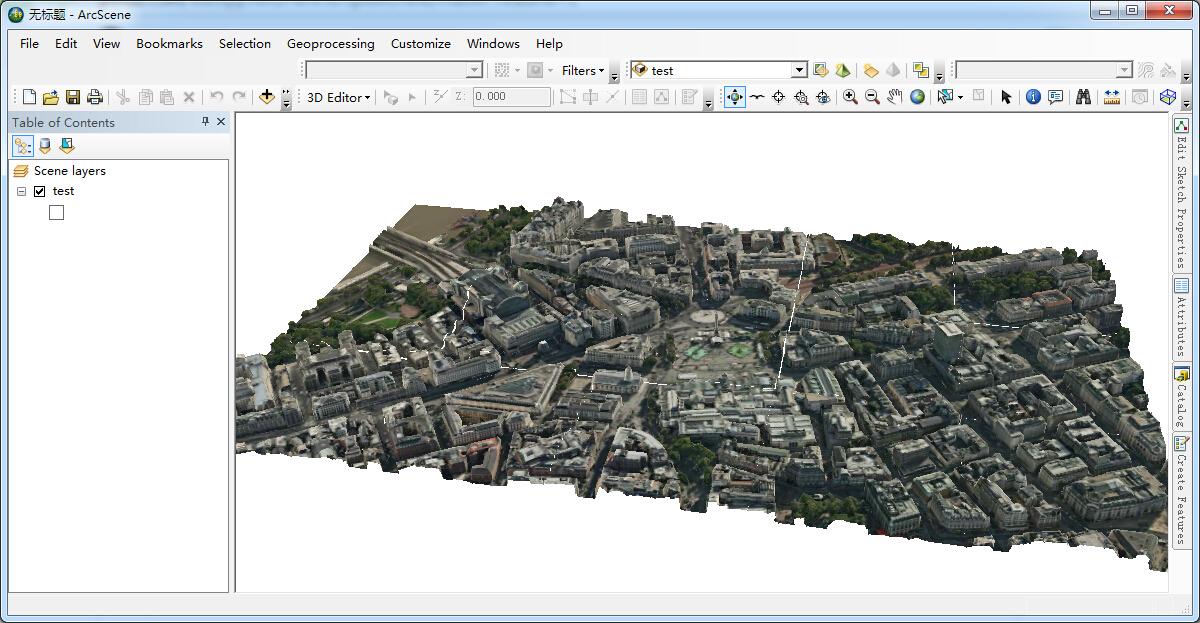 无标题 - ArcScene
File Edit View Bookmarks Selection Geoprocessing Customize Windows Help
Filters test
3D Editor Z: 0.000
Table of Contents
Scene layers
test
Edit Sketch Properties
Attributes
Catalog
Create Features